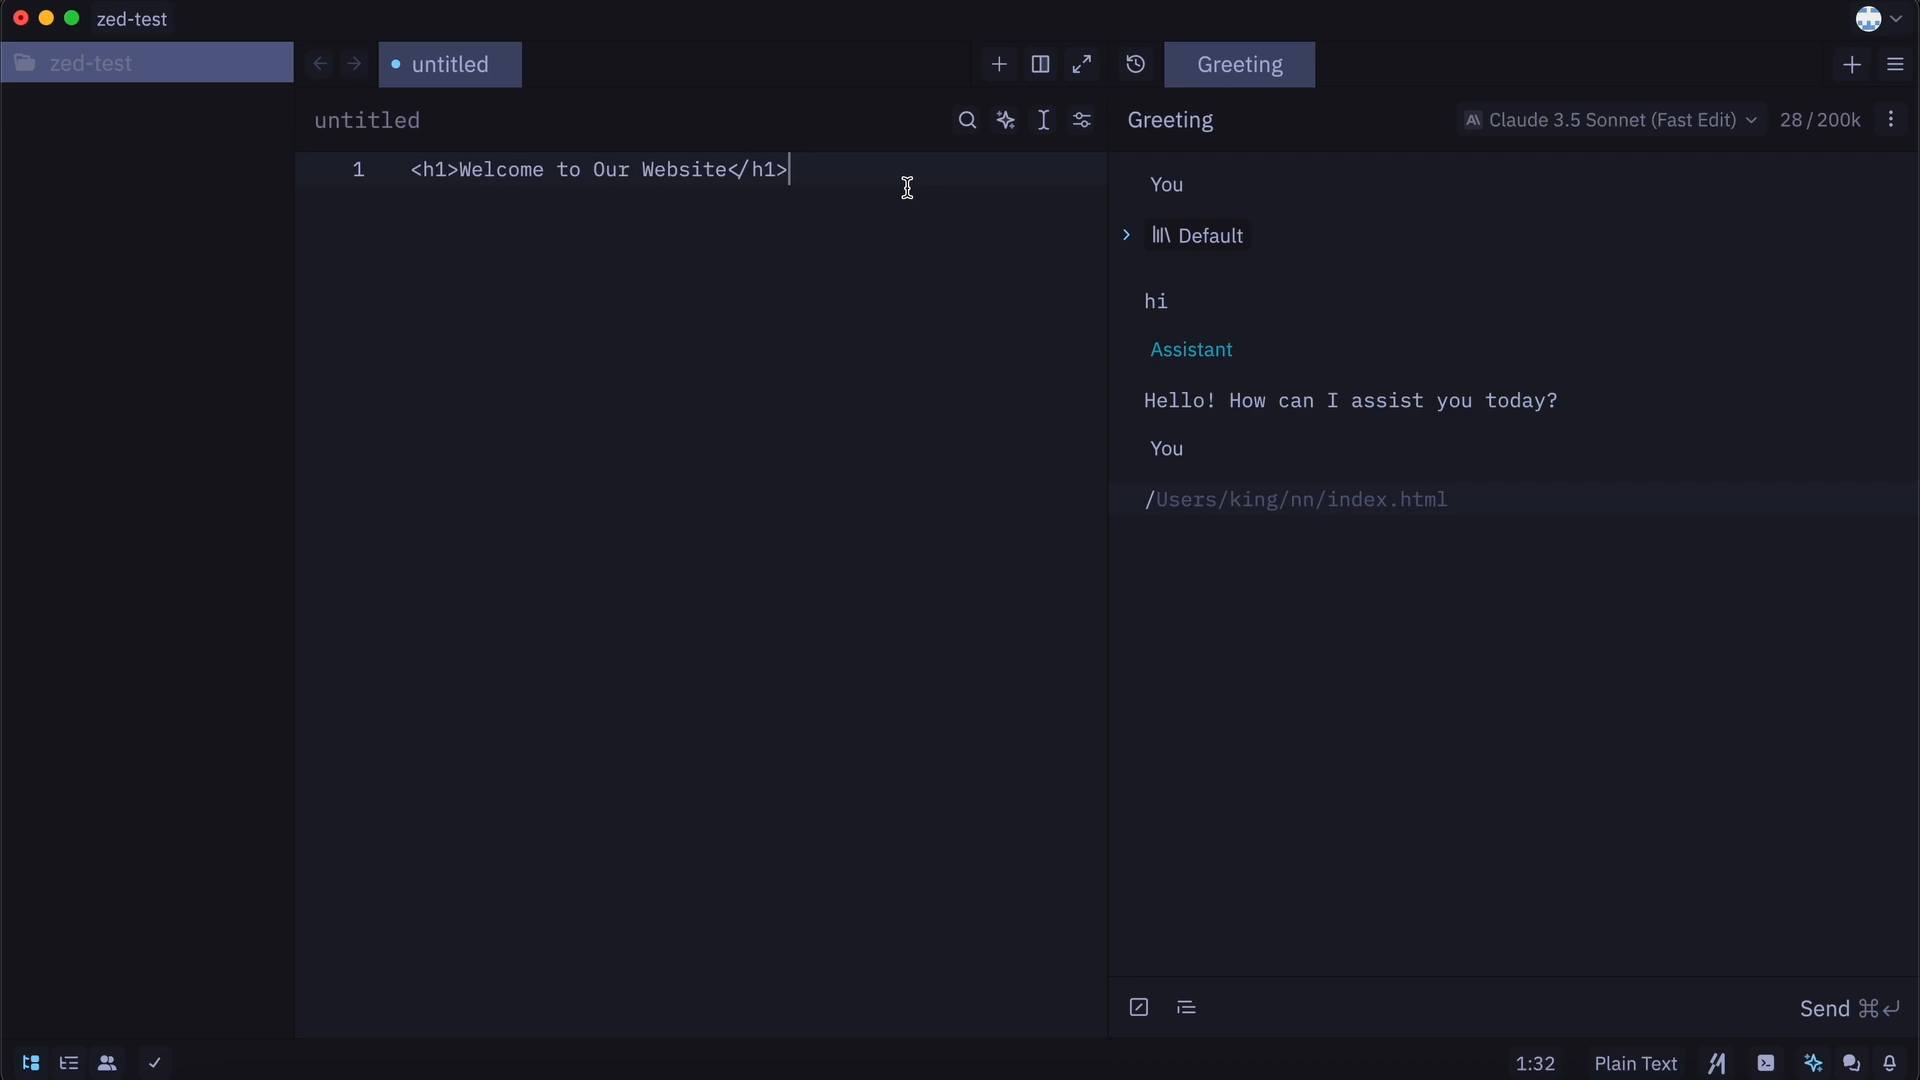 zed-test
zed-test
untitled
Greeting
untitled
Greeting
Claude 3.5 Sonnet (Fast Edit)
28/200k
1 <h1>Welcome to Our Website</h1>
You
Default
hi
Assistant
Hello! How can I assist you today?
You
/Users/king/nn/index.html
Send ⌘↵
1:32
Plain Text